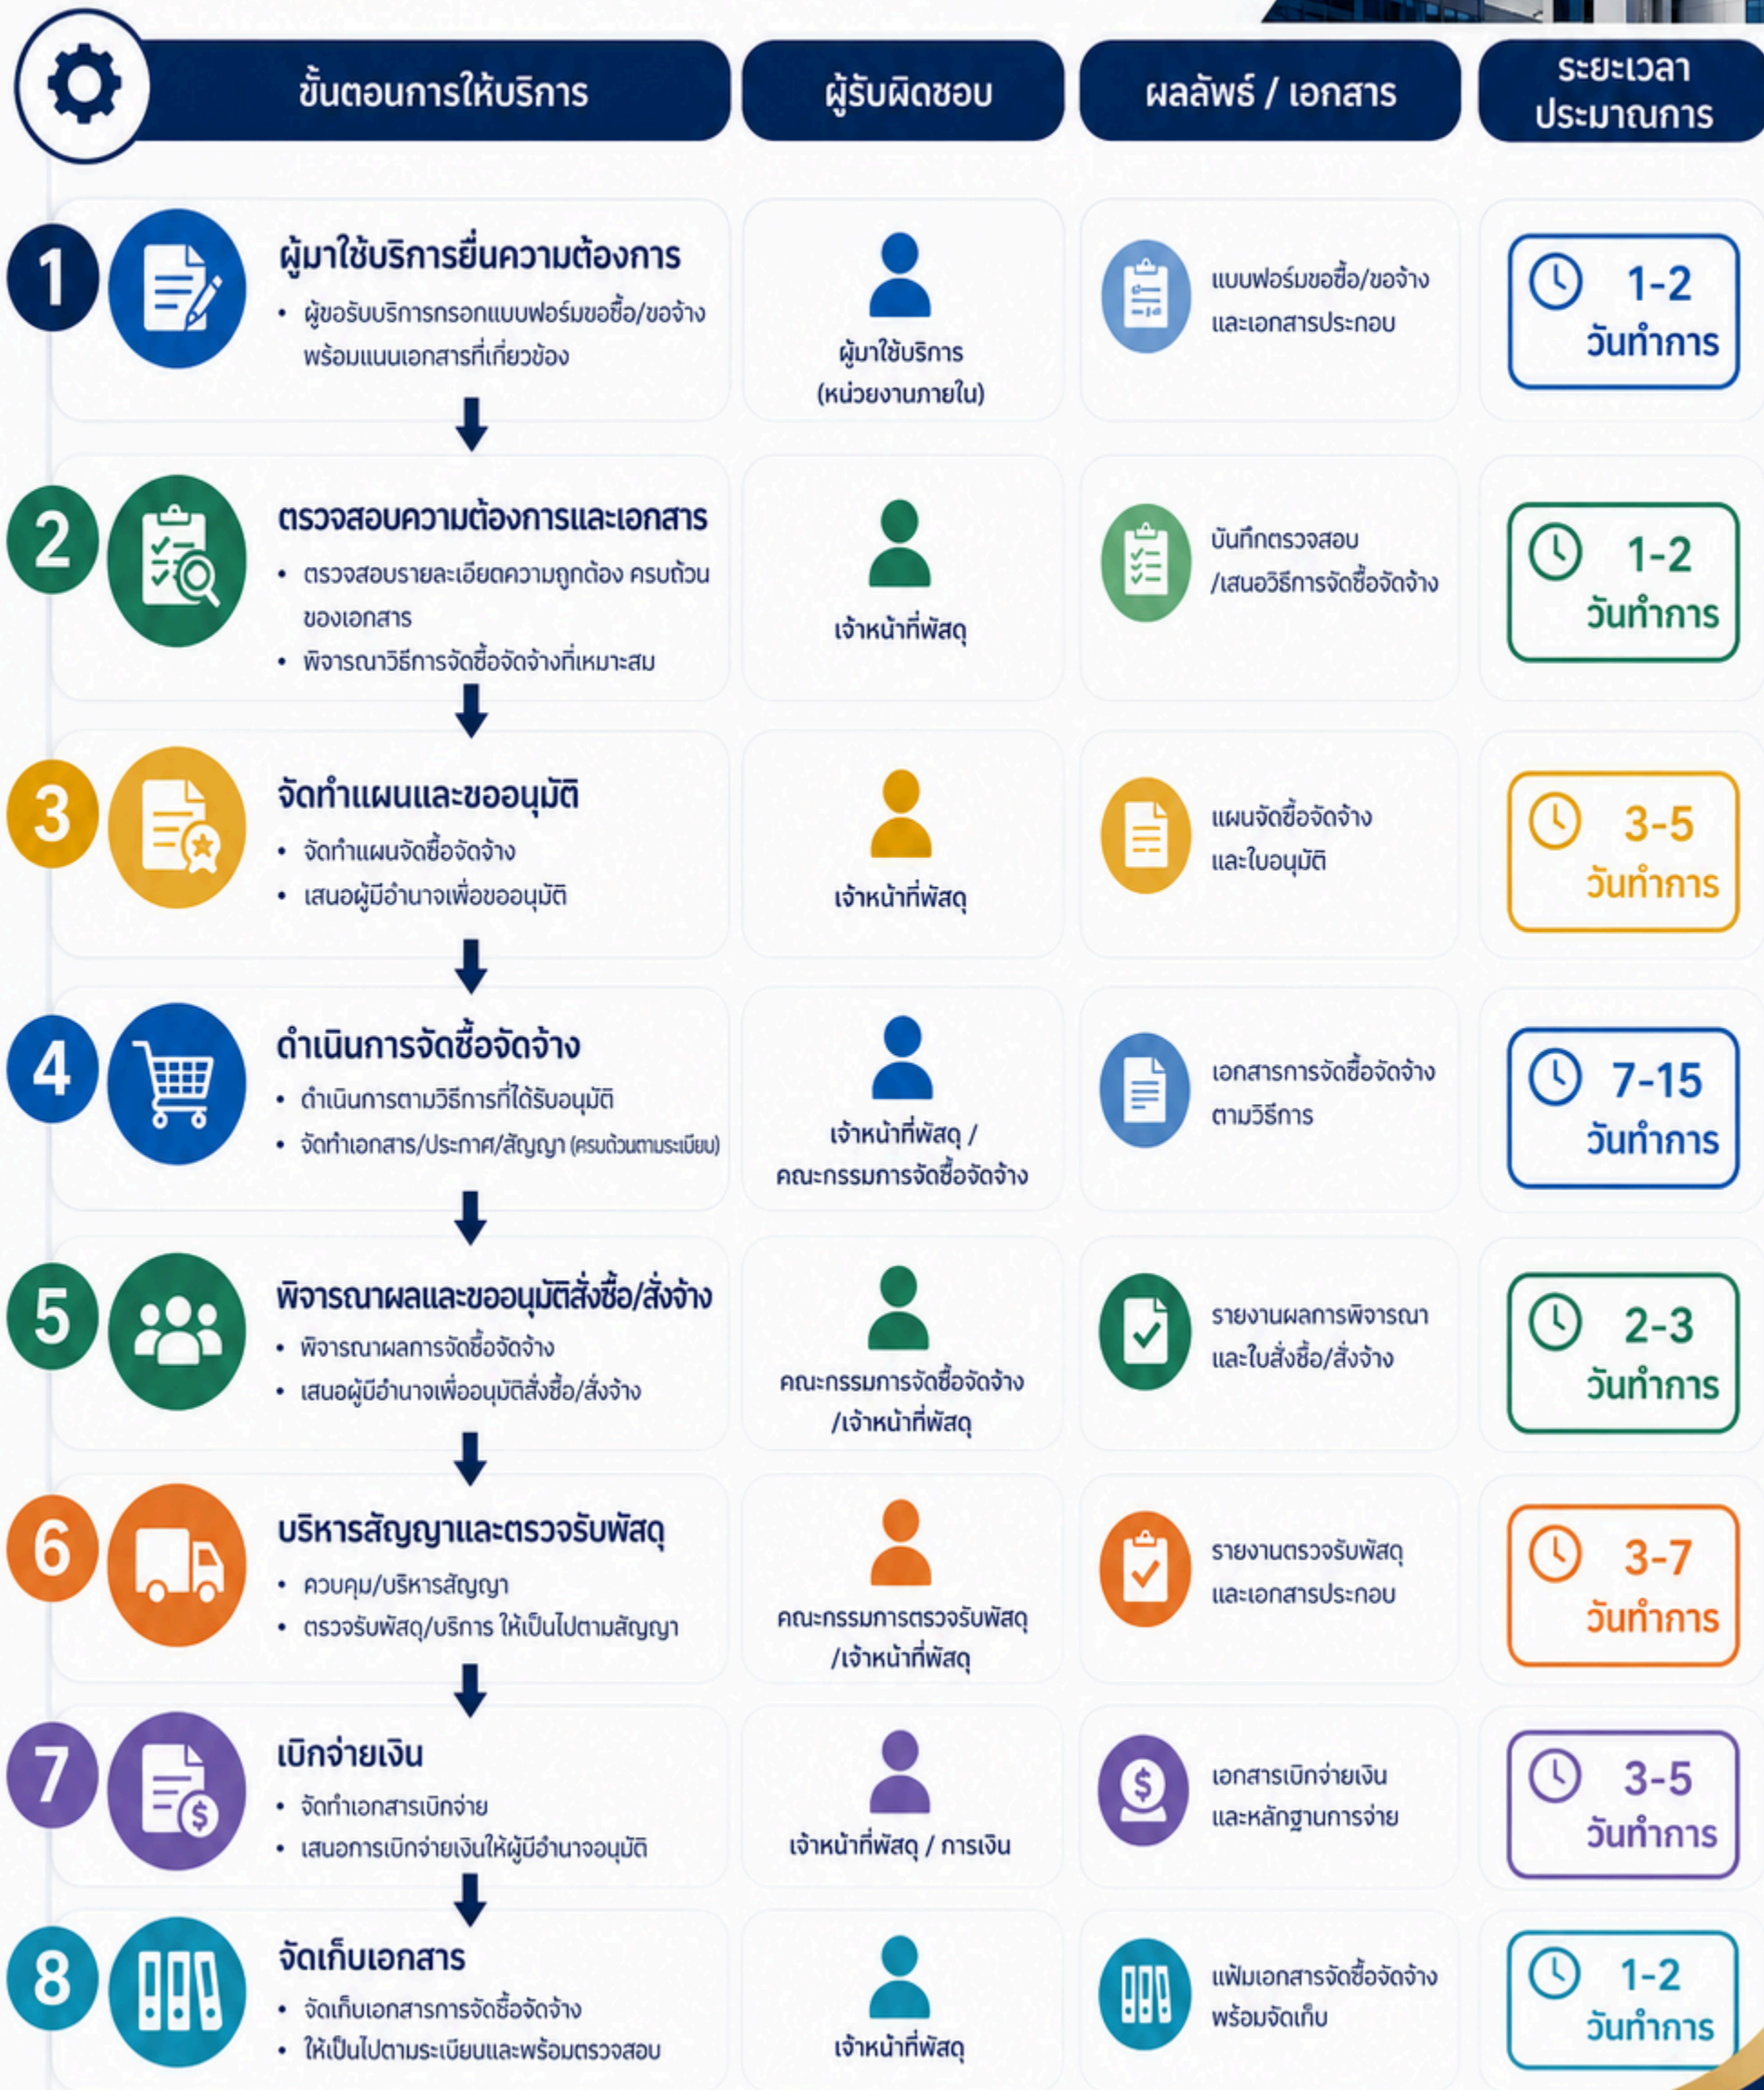 ขั้นตอนการให้บริการ
ผู้รับผิดชอบ
ผลลัพธ์ / เอกสาร
ระยะเวลา
ประมาณการ
1
ผู้มาใช้บริการยื่นความต้องการ
• ผู้ขอรับบริการกรอกแบบฟอร์มขอซื้อ/ขอจ้าง
พร้อมแนบเอกสารที่เกี่ยวข้อง
ผู้มาใช้บริการ
(หน่วยงานภายใน)
แบบฟอร์มขอซื้อ/ขอจ้าง
และเอกสารประกอบ
1-2
วันทำการ
2
ตรวจสอบความต้องการและเอกสาร
• ตรวจสอบรายละเอียดความถูกต้อง ครบถ้วน
ของเอกสาร
• พิจารณาวิธีการจัดซื้อจัดจ้างที่เหมาะสม
เจ้าหน้าที่พัสดุ
บันทึกตรวจสอบ
/เสนอวิธีการจัดซื้อจัดจ้าง
1-2
วันทำการ
3
จัดทำแผนและขออนุมัติ
• จัดทำแผนจัดซื้อจัดจ้าง
• เสนอผู้มีอำนาจเพื่อขออนุมัติ
เจ้าหน้าที่พัสดุ
แผนจัดซื้อจัดจ้าง
และใบอนุมัติ
3-5
วันทำการ
4
ดำเนินการจัดซื้อจัดจ้าง
• ดำเนินการตามวิธีการที่ได้รับอนุมัติ
• จัดทำเอกสาร/ประกาศ/สัญญา (ครบถ้วนตามระเบียบ)
เจ้าหน้าที่พัสดุ /
คณะกรรมการจัดซื้อจัดจ้าง
เอกสารการจัดซื้อจัดจ้าง
ตามวิธีการ
7-15
วันทำการ
5
พิจารณาผลและขออนุมัติสั่งซื้อ/สั่งจ้าง
• พิจารณาผลการจัดซื้อจัดจ้าง
• เสนอผู้มีอำนาจเพื่ออนุมัติสั่งซื้อ/สั่งจ้าง
คณะกรรมการจัดซื้อจัดจ้าง
/เจ้าหน้าที่พัสดุ
รายงานผลการพิจารณา
และใบสั่งซื้อ/สั่งจ้าง
2-3
วันทำการ
6
บริหารสัญญาและตรวจรับพัสดุ
• ควบคุม/บริหารสัญญา
• ตรวจรับพัสดุ/บริการ ให้เป็นไปตามสัญญา
คณะกรรมการตรวจรับพัสดุ
/เจ้าหน้าที่พัสดุ
รายงานตรวจรับพัสดุ
และเอกสารประกอบ
3-7
วันทำการ
7
เบิกจ่ายเงิน
• จัดทำเอกสารเบิกจ่าย
• เสนอการเบิกจ่ายเงินให้ผู้มีอำนาจอนุมัติ
เจ้าหน้าที่พัสดุ / การเงิน
เอกสารเบิกจ่ายเงิน
และหลักฐานการจ่าย
3-5
วันทำการ
8
จัดเก็บเอกสาร
• จัดเก็บเอกสารการจัดซื้อจัดจ้าง
• ให้เป็นไปตามระเบียบและพร้อมตรวจสอบ
เจ้าหน้าที่พัสดุ
แฟ้มเอกสารจัดซื้อจัดจ้าง
พร้อมจัดเก็บ
1-2
วันทำการ